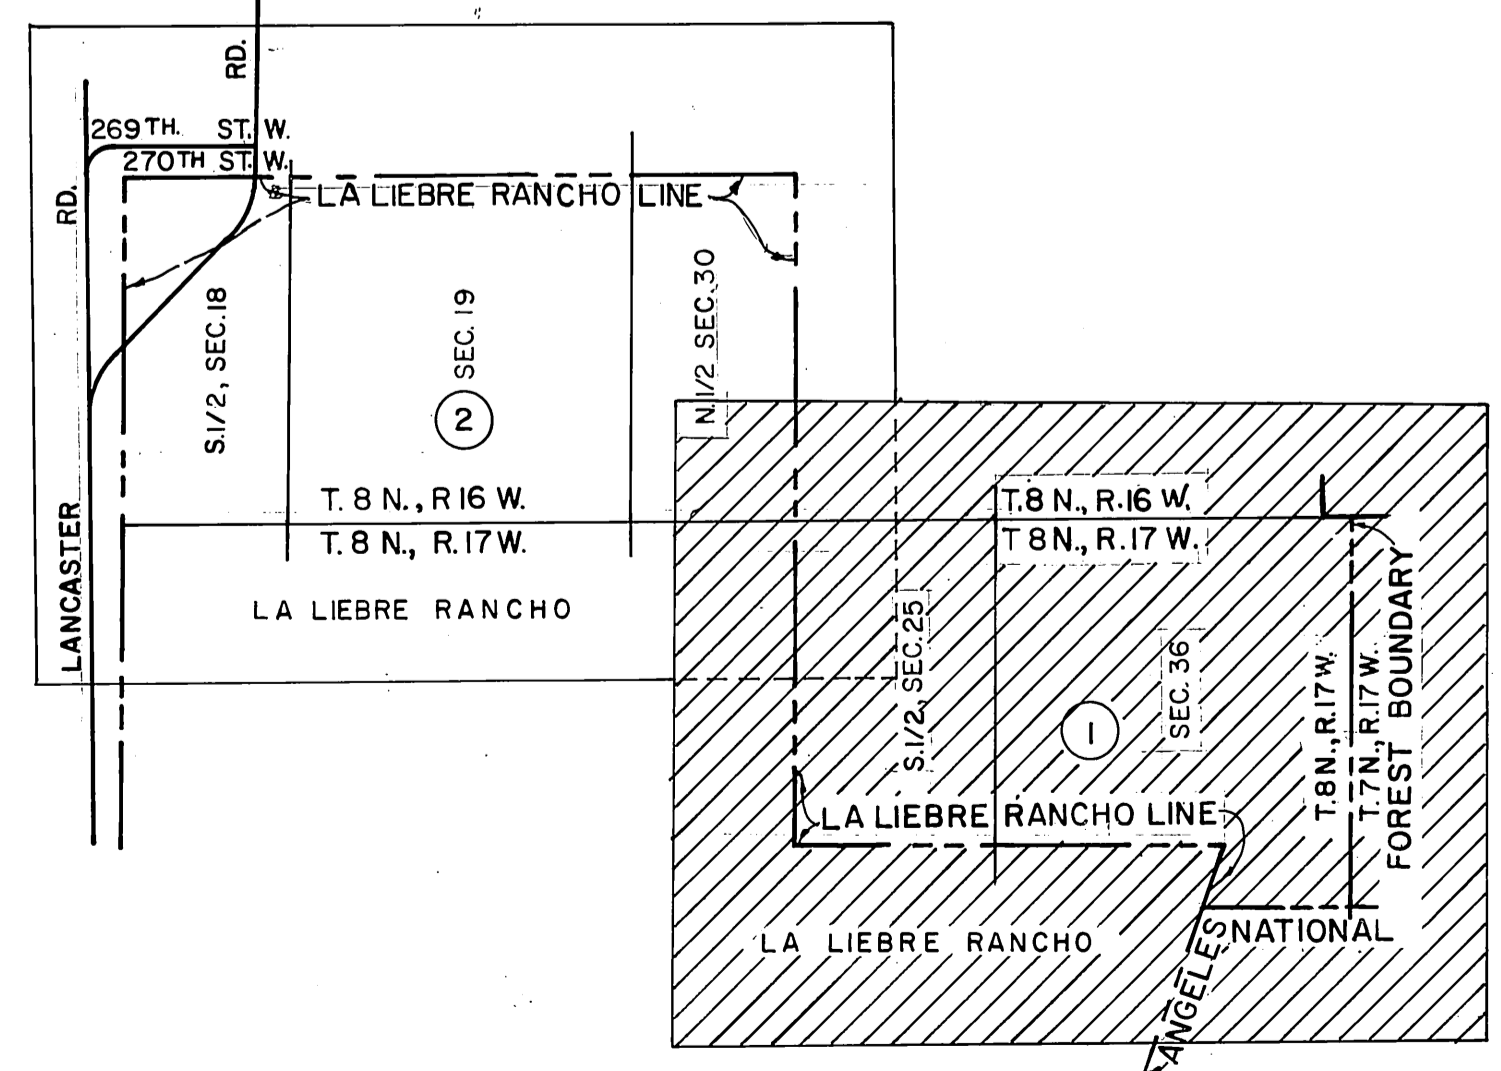 RD.
269TH. ST. W.
270TH ST. W.
RD.
LA LIEBRE RANCHO LINE
S.1/2, SEC.18
SEC. 19
N.1/2 SEC.30
2
T. 8 N., R 16 W.
T. 8 N., R. 17 W.
LANCASTER
LA LIEBRE RANCHO
T.8 N., R.16 W.
T 8 N., R. 17 W.
S.1/2, SEC.25
SEC. 36
1
T.8 N., R.17 W.
T.7 N., R.17 W.
FOREST BOUNDARY
LA LIEBRE RANCHO LINE
LA LIEBRE RANCHO
NATIONAL
ANGELES